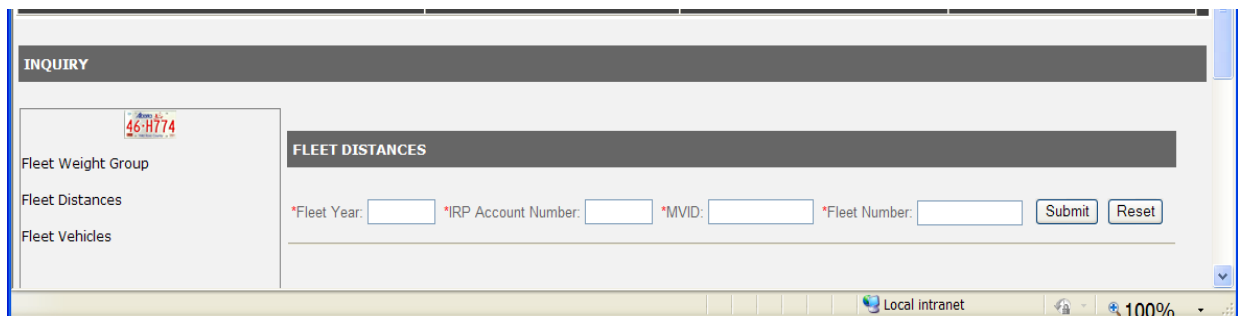 INQUIRY
46-H774
Fleet Weight Group
Fleet Distances
Fleet Vehicles
FLEET DISTANCES
*Fleet Year: *IRP Account Number: *MVID: *Fleet Number: Submit Reset
Local intranet 100%